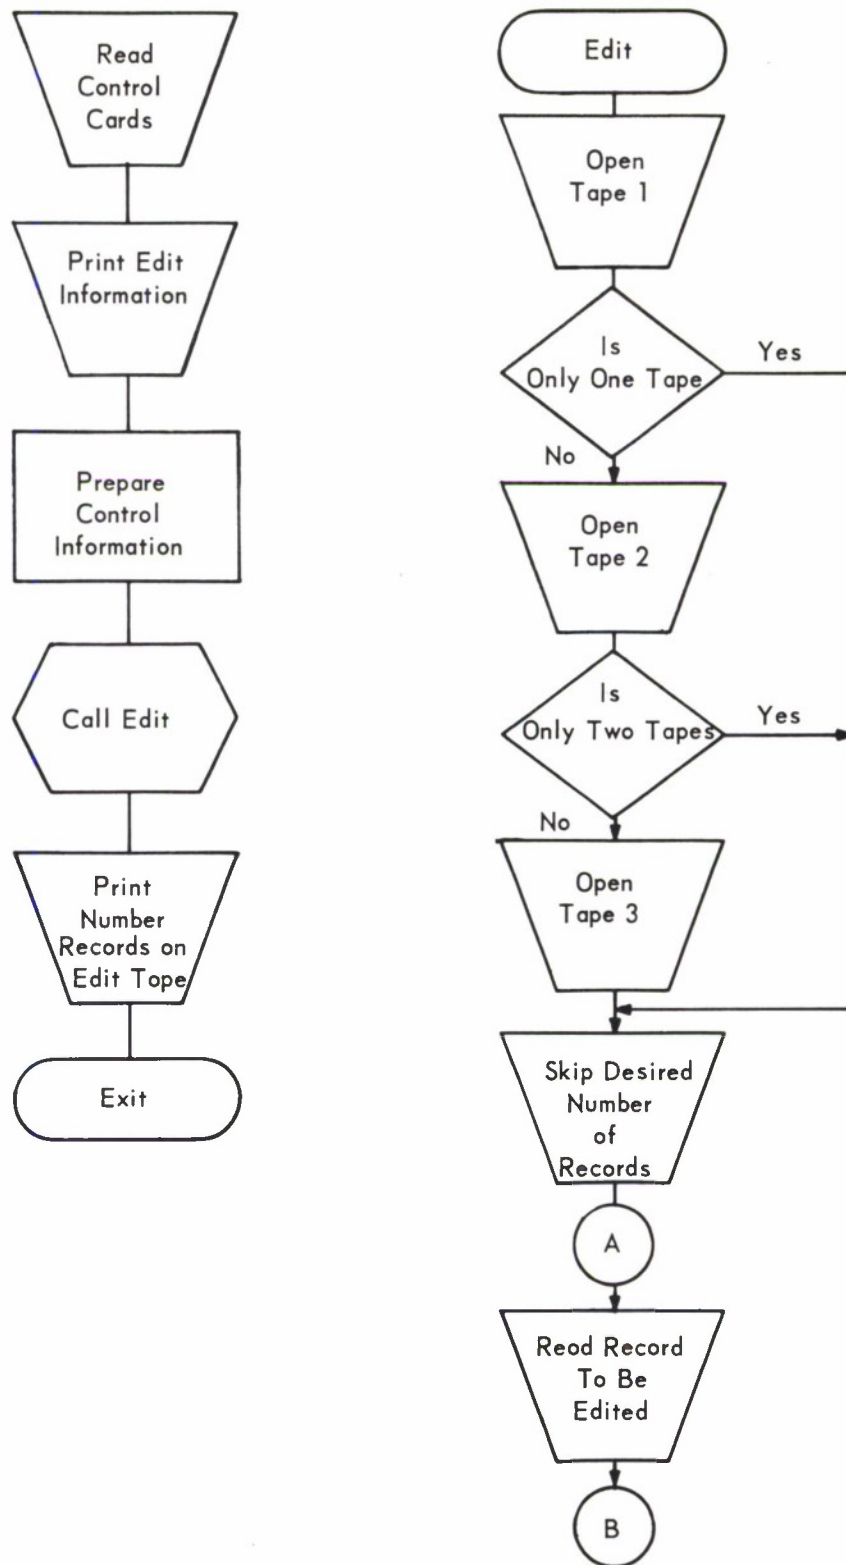 Read
Control
Cards
Print Edit
Information
Prepare
Control
Information
Call Edit
Print
Number
Records on
Edit Tope
Exit
Edit
Open
Tape 1
Is
Only One Tape
Yes
No
Open
Tape 2
Is
Only Two Tapes
Yes
No
Open
Tape 3
Skip Desired
Number
of
Records
A
Reod Record
To Be
Edited
B